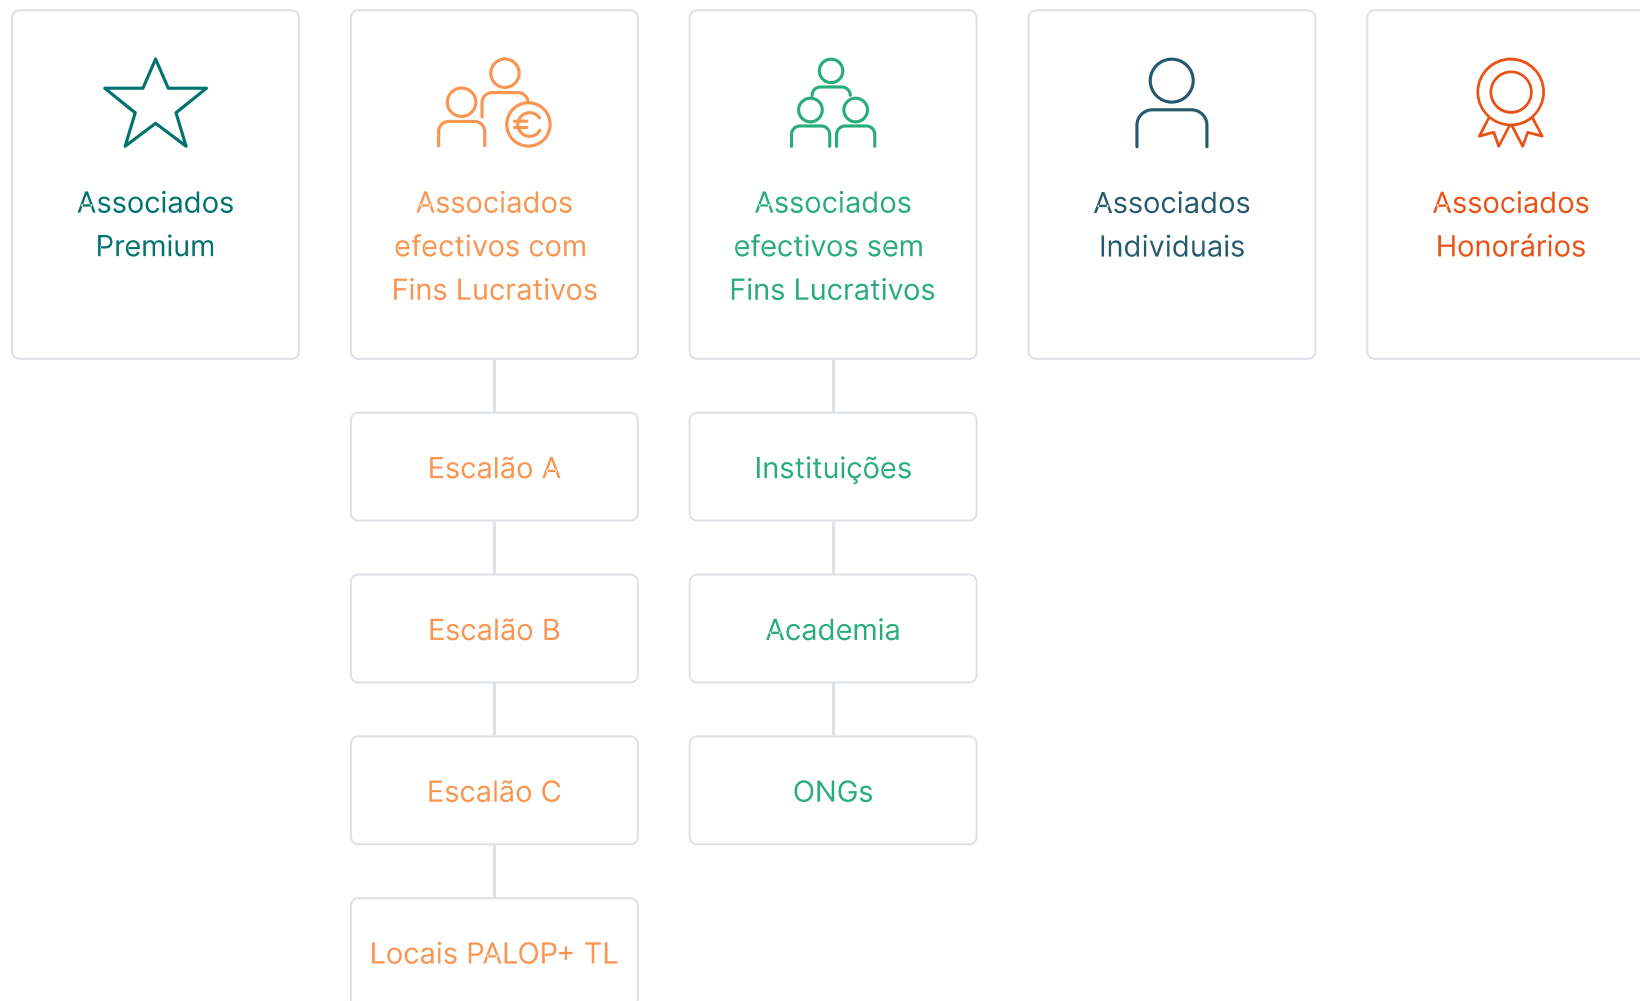 Associados
Premium
Associados
efectivos com
Fins Lucrativos
Associados
efectivos sem
Fins Lucrativos
Associados
Individuais
Associados
Honorários
Escalão A
Instituições
Escalão B
Academia
Escalão C
ONGs
Locais PALOP+ TL